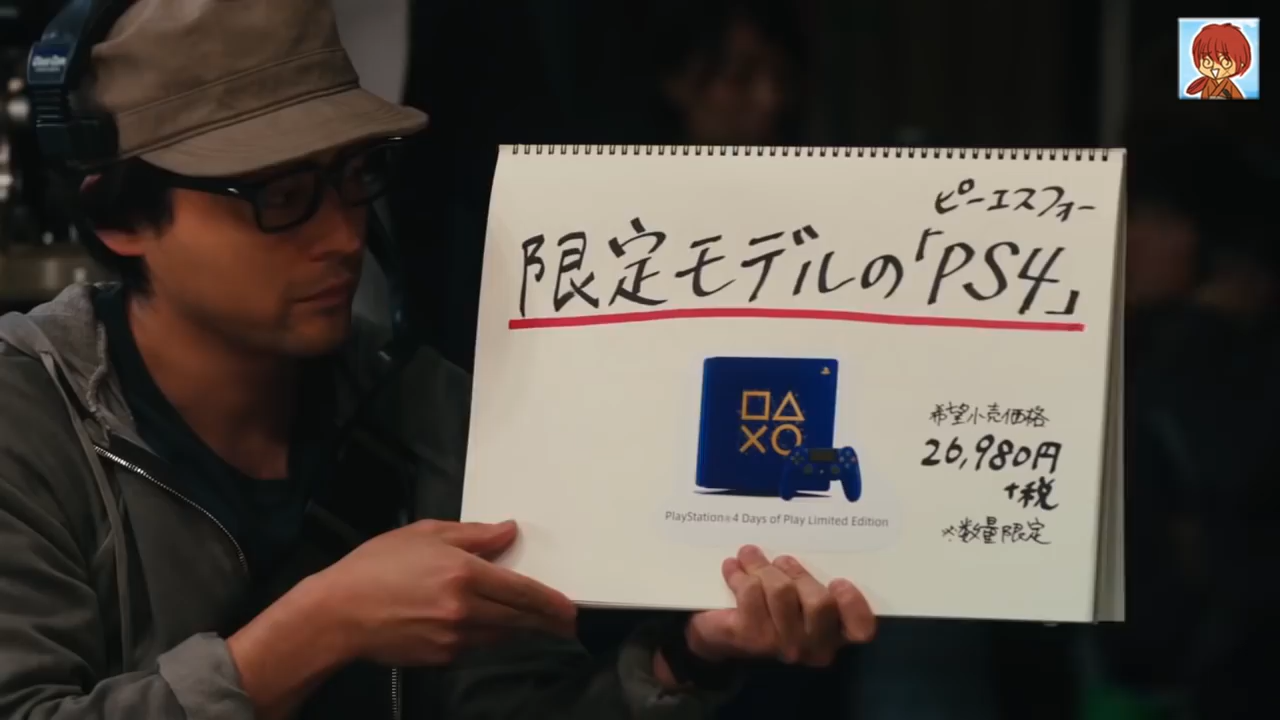 ピーエスフォー
限定モデルの「PS4」
希望小売価格
26,980円
+税
※数量限定
PlayStation®4 Days of Play Limited Edition